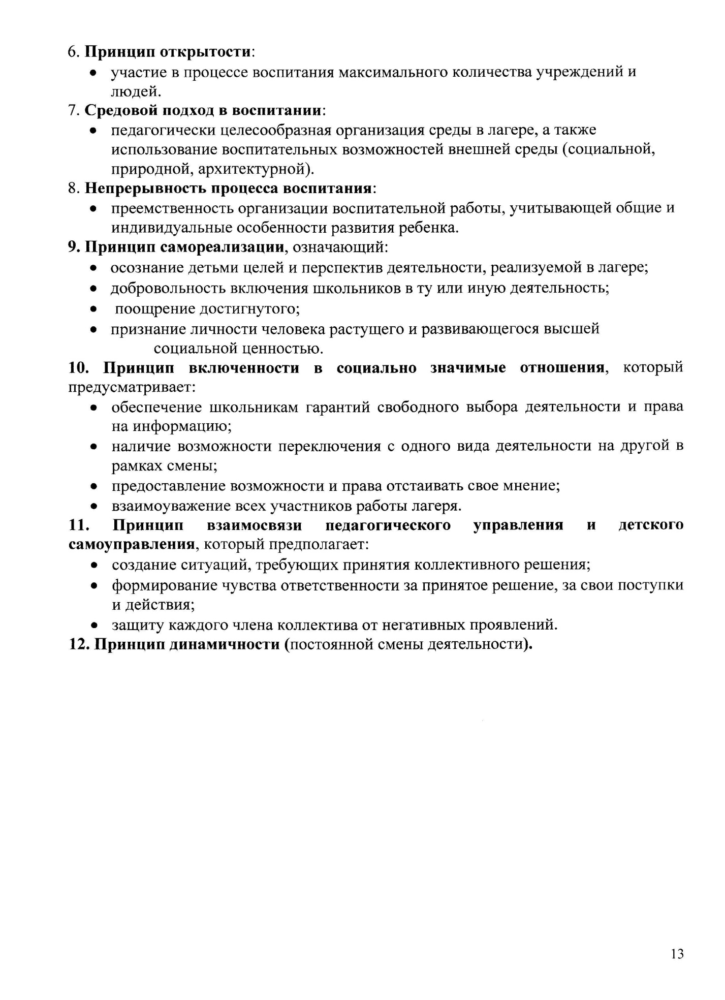 6. Принцип открытости:
• участие в процессе воспитания максимального количества учреждений и
людей.
7. Средовой подход в воспитании:
• педагогически целесообразная организация среды в лагере, а также
использование воспитательных возможностей внешней среды (социальной,
природной, архитектурной).
8. Непрерывность процесса воспитания:
• преемственность организации воспитательной работы, учитывающей общие и
индивидуальные особенности развития ребенка.
9. Принцип самореализации, означающий:
• осознание детьми целей и перспектив деятельности, реализуемой в лагере;
• добровольность включения школьников в ту или иную деятельность;
• поощрение достигнутого;
• признание личности человека растущего и развивающегося высшей
социальной ценностью.
10. Принцип включенности в социально значимые отношения, который
предусматривает:
• обеспечение школьникам гарантий свободного выбора деятельности и права
на информацию;
• наличие возможности переключения с одного вида деятельности на другой в
рамках смены;
• предоставление возможности и права отстаивать свое мнение;
• взаимоуважение всех участников работы лагеря.
11. Принцип взаимосвязи педагогического управления и детского
самоуправления, который предполагает:
• создание ситуаций, требующих принятия коллективного решения;
• формирование чувства ответственности за принятое решение, за свои поступки
и действия;
• защиту каждого члена коллектива от негативных проявлений.
12. Принцип динамичности (постоянной смены деятельности).
13